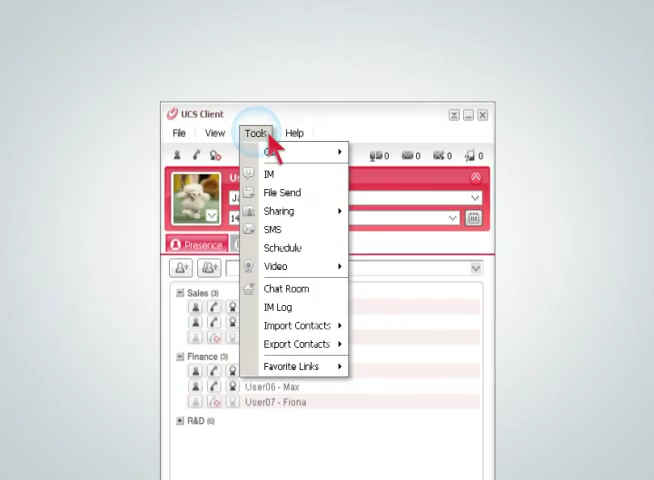 UCS Client
File View Tools Help
0 0 0 0
IM
File Send
Sharing
SMS
Schedule
Video
Chat Room
IM Log
Import Contacts
Export Contacts
Favorite Links
Presence
Sales (3)
Finance (3)
User06 - Max
User07 - Fiona
R&D (6)